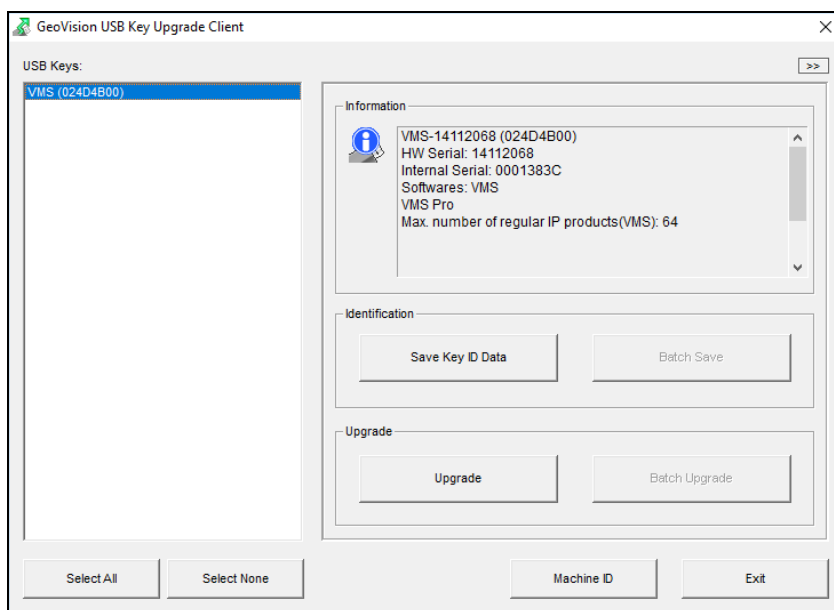 GeoVision USB Key Upgrade Client
USB Keys:
>>
VMS (024D4B00)
Information
VMS-14112068 (024D4B00)
HW Serial: 14112068
Internal Serial: 0001383C
Softwares: VMS
VMS Pro
Max. number of regular IP products(VMS): 64
Identification
Save Key ID Data
Batch Save
Upgrade
Upgrade
Batch Upgrade
Select All
Select None
Machine ID
Exit